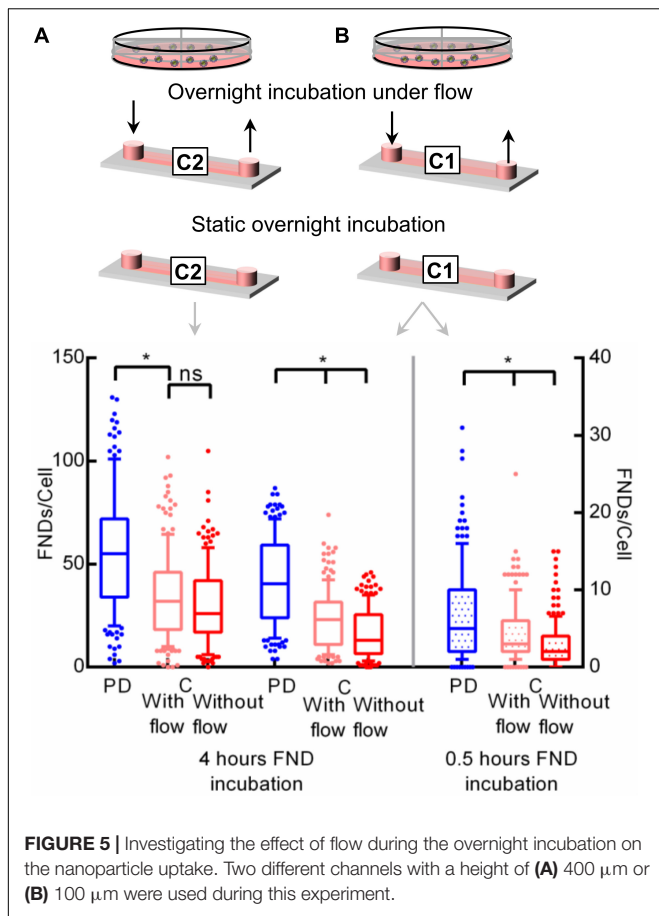 A
B
Overnight incubation under flow
C2
C1
Static overnight incubation
C2
C1
150
100
50
0
FNDs/Cell
*
ns
*
*
40
30
20
10
0
FNDs/Cell
PD
C
With flow
Without flow
PD
C
With flow
Without flow
PD
C
With flow
Without flow
4 hours FND
incubation
0.5 hours FND
incubation
FIGURE 5 | Investigating the effect of flow during the overnight incubation on
the nanoparticle uptake. Two different channels with a height of (A) 400 μm or
(B) 100 μm were used during this experiment.